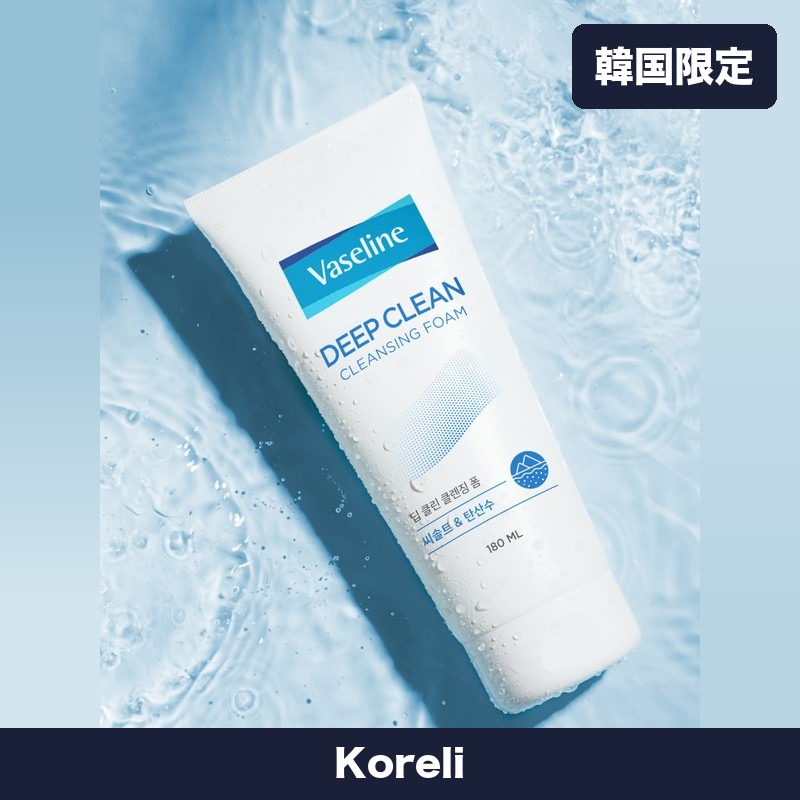 韓国限定
Vaseline
DEEP CLEAN
CLEANSING FOAM
딥 클린 클렌징 폼
씨솔트 & 탄산수
180 ML
Koreli